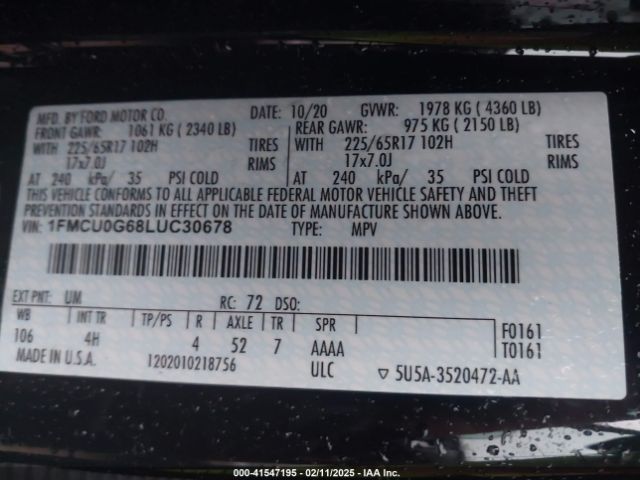 MFD. BY FORD MOTOR CO. DATE: 10/20 GVWR: 1978 KG ( 4360 LB)
FRONT GAWR: 1061 KG ( 2340 LB) REAR GAWR: 975 KG ( 2150 LB)
WITH 225/65R17 102H TIRES WITH 225/65R17 102H TIRES
17x7.0J RIMS 17x7.0J RIMS
AT 240 kPa/ 35 PSI COLD AT 240 kPa/ 35 PSI COLD
THIS VEHICLE CONFORMS TO ALL APPLICABLE FEDERAL MOTOR VEHICLE SAFETY AND THEFT
PREVENTION STANDARDS IN EFFECT ON THE DATE OF MANUFACTURE SHOWN ABOVE.
VIN: 1FMCU0G68LUC30678 TYPE: MPV
EXT PNT: UM RC: 72 DSO:
WB INT TR TP/PS R AXLE TR SPR F0161
106 4H 4 52 7 AAAA T0161
MADE IN U.S.A. 1202010218756 ULC ▽ 5U5A-3520472-AA
000-41547195 - 02/11/2025 - IAA Inc.